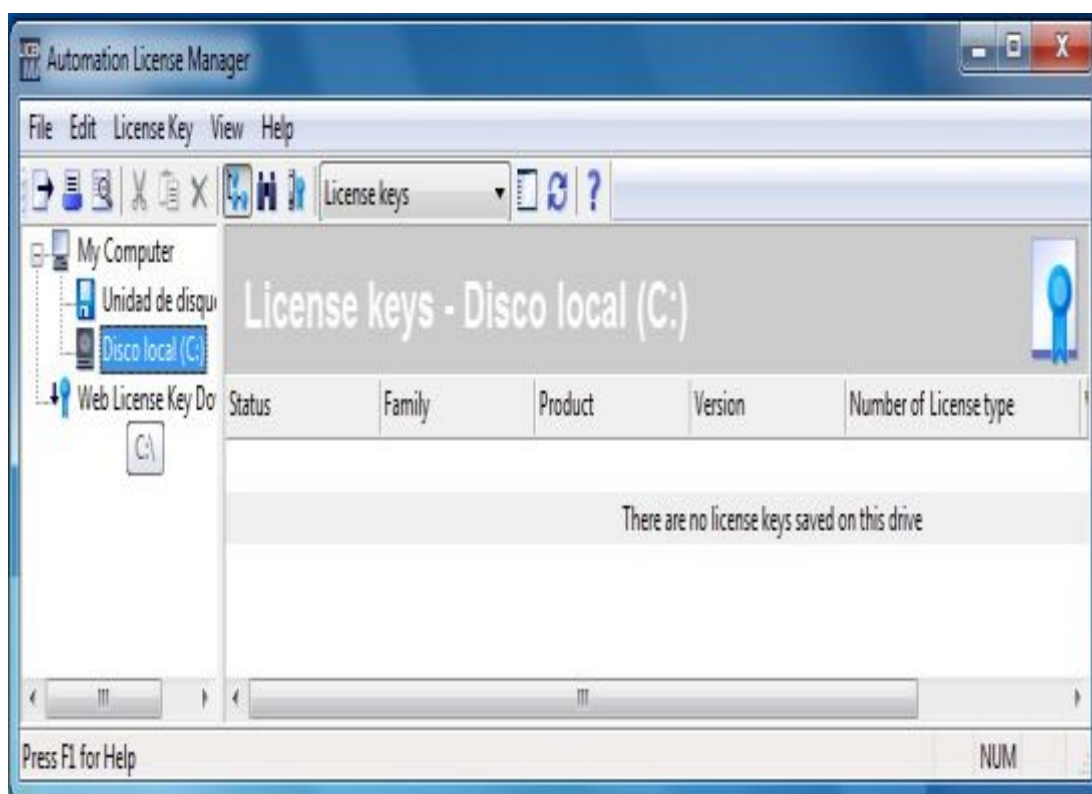 Automation License Manager
File Edit License Key View Help
License keys
My Computer
Unidad de disqu
Disco local (C:)
Web License Key Do
C:\
License keys - Disco local (C:)
Status Family Product Version Number of License type
There are no license keys saved on this drive
Press F1 for Help NUM